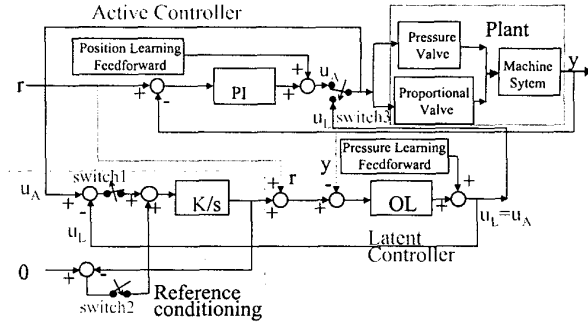 Active Controller
Position Learning
Feedforward
Pressure
Valve
Plant
Machine
Sytem
y
r
+
-
PI
+
+
u_A
Proportional
Valve
u_L
switch3
y
Pressure Learning
Feedforward
switch1
u_A
+
-
+
+
K/s
r
+
+
-
+
OL
+
+
u_L=u_A
u_L
Latent
Controller
0
+
-
switch2
Reference
conditioning